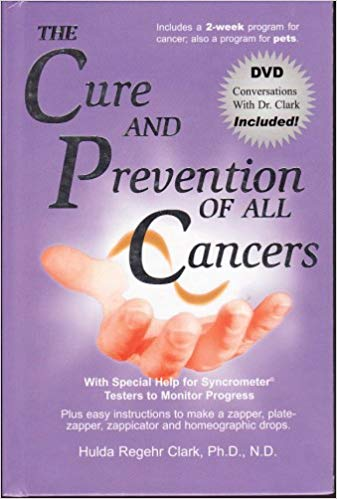 Includes a 2-week program for
cancer; also a program for pets.
THE
Cure
AND
Prevention
OF ALL
Cancers
DVD
Conversations
With Dr. Clark
Included!
With Special Help for Syncrometer©
Testers to Monitor Progress
Plus easy instructions to make a zapper, plate-
zapper, zappicator and homeographic drops.
Hulda Regehr Clark, Ph.D., N.D.